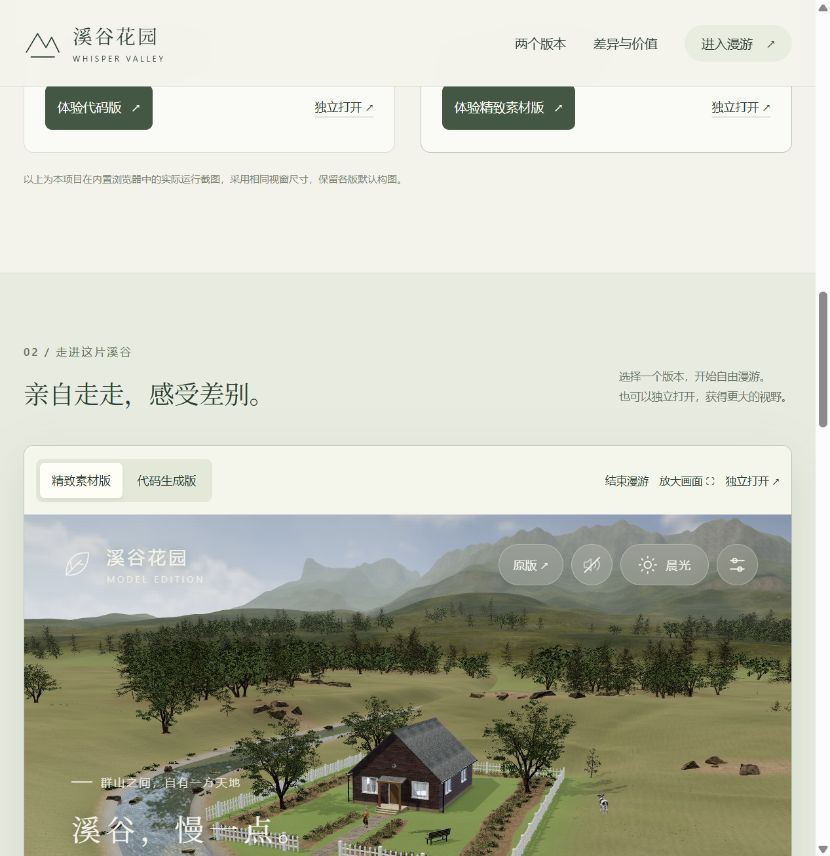 溪谷花园
WHISPER VALLEY
两个版本
差异与价值
进入漫游 ↗
体验代码版 ↗
独立打开 ↗
体验精致素材版 ↗
独立打开 ↗
以上为本项目在内置浏览器中的实际运行截图，采用相同视窗尺寸，保留各版默认构图。
02 / 走进这片溪谷
亲自走走，感受差别。
选择一个版本，开始自由漫游。
也可以独立打开，获得更大的视野。
精致素材版
代码生成版
结束漫游
放大画面 ⛶
独立打开 ↗
溪谷花园
MODEL EDITION
原版 ↗
晨光
群山之间，自有一方天地
溪谷，慢一点。